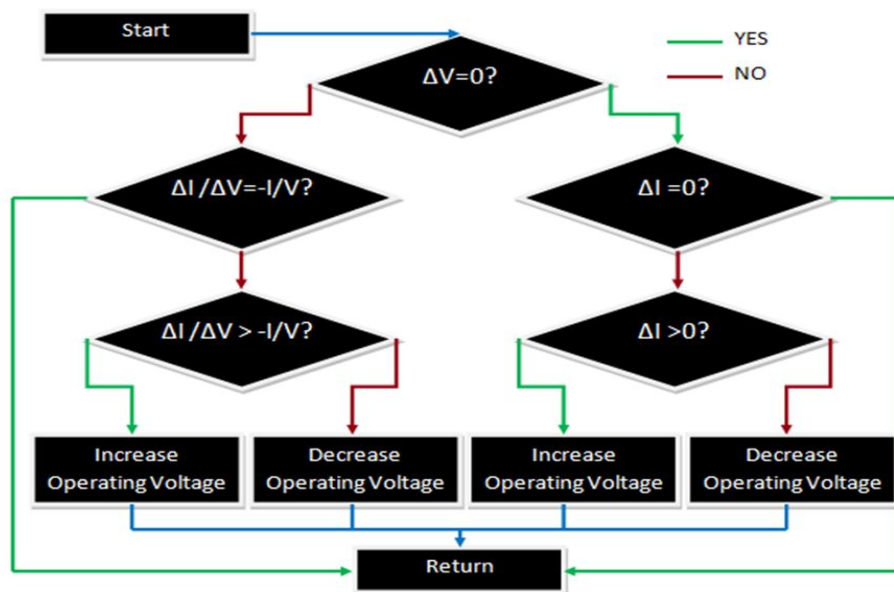 Start
YES
ΔV=0?
NO
ΔI /ΔV=-I/V?
ΔI =0?
ΔI /ΔV > -I/V?
ΔI >0?
Increase
Operating Voltage
Decrease
Operating Voltage
Increase
Operating Voltage
Decrease
Operating Voltage
Return